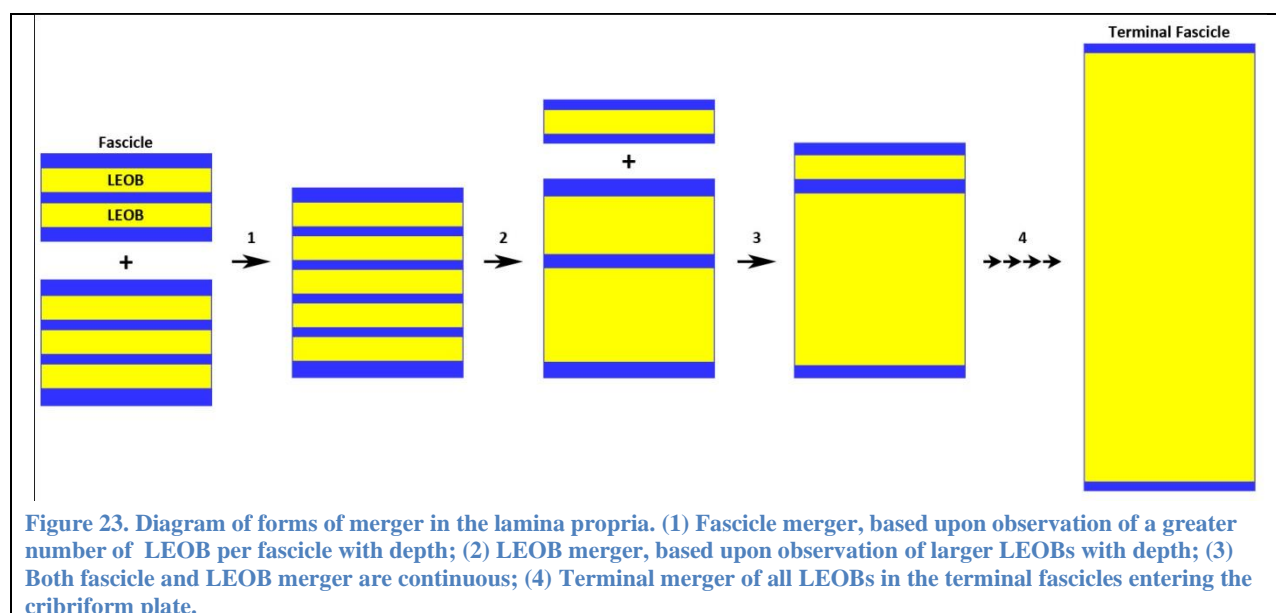 Terminal Fascicle
Fascicle
LEOB
LEOB
+
1
+
2
3
4
Figure 23. Diagram of forms of merger in the lamina propria. (1) Fascicle merger, based upon observation of a greater
number of LEOB per fascicle with depth; (2) LEOB merger, based upon observation of larger LEOBs with depth; (3)
Both fascicle and LEOB merger are continuous; (4) Terminal merger of all LEOBs in the terminal fascicles entering the
cribriform plate.